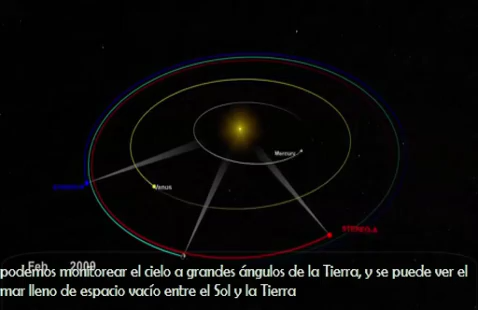 Mercury
Venus
STEREO-A
Feb 2009
podemos monitorear el cielo a grandes ángulos de la Tierra, y se puede ver el
mar lleno de espacio vacío entre el Sol y la Tierra